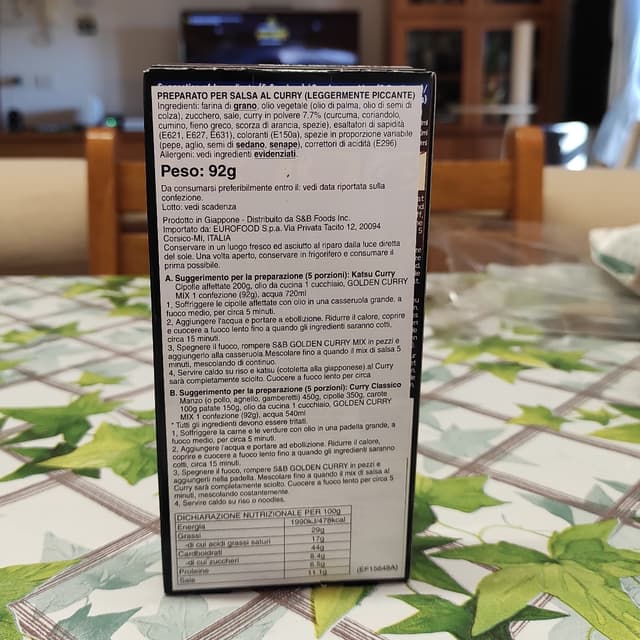 PREPARATO PER SALSA AL CURRY (LEGGERMENTE PICCANTE)
Ingredienti: farina di grano, olio vegetale (olio di palma, olio di semi di
colza), zucchero, sale, curry in polvere 7,7% (curcuma, coriandolo,
cumino, fieno greco, scorza di arancia, spezie), esaltatori di sapidità
(E621, E627, E631), coloranti (E150a), spezie in proporzione variabile
(pepe, aglio, semi di sedano, senape), correttori di acidità (E296)
Allergeni: vedi ingredienti evidenziati.
Peso: 92g
Da consumarsi preferibilmente entro il: vedi data riportata sulla
confezione.
Lotto: vedi scadenza
Prodotto in Giappone - Distribuito da S&B Foods Inc.
Importato da: EUROFOOD S.p.a. Via Privata Tacito 12, 20094
Corsico-MI, ITALIA
Conservare in un luogo fresco ed asciutto al riparo dalla luce diretta
del sole. Una volta aperto, conservare in frigorifero e consumare il
prima possibile.
A. Suggerimento per la preparazione (5 porzioni): Katsu Curry
Cipolle affettate 200g, olio da cucina 1 cucchiaio, GOLDEN CURRY
MIX 1 confezione (92g), acqua 720ml
1, Soffriggere le cipolle affettate con olio in una casseruola grande, a
fuoco medio, per circa 5 minuti.
2, Aggiungere l'acqua e portare a ebollizione. Ridurre il calore, coprire
e cuocere a fuoco lento fino a quando gli ingredienti saranno cotti,
circa 15 minuti.
3, Spegnere il fuoco, rompere S&B GOLDEN CURRY MIX in pezzi e
aggiungerlo alla casseruola. Mescolare fino a quando il mix di salsa 5
minuti, mescolando di continuo.
4, Servire caldo su riso e katsu (cotoletta alla giapponese).al Curry
sarà completamente sciolto. Cuocere a fuoco lento per circa
B. Suggerimento per la preparazione (5 porzioni): Curry Classico
Manzo (o pollo, agnello, gamberetti) 450g, cipolle 350g, carote
100g patate 150g, olio da cucina 1 cucchiaio, GOLDEN CURRY
MIX 1 confezione (92g), acqua 540ml
* Tutti gli ingredienti devono essere tritati.
1, Soffriggere la carne e le verdure con olio in una padella grande, a
fuoco medio, per circa 5 minuti.
2, Aggiungere l'acqua e portare ad ebollizione. Ridurre il calore,
coprire e cuocere a fuoco lento fino a quando gli ingredienti saranno
cotti, circa 15 minuti.
3, Spegnere il fuoco, rompere S&B GOLDEN CURRY in pezzi e
aggiungerli nella padella. Mescolare fino a quando il mix di salsa al
Curry sarà completamente sciolto. Cuocere a fuoco lento per circa 5
minuti, mescolando costantemente.
4, Servire caldo su riso o noodles.
DICHIARAZIONE NUTRIZIONALE PER 100g
Energia 1990kJ/478kcal
Grassi 29g
-di cui acidi grassi saturi 17g
Carboidrati 44g
-di cui zuccheri 8.4g
Proteine 6.8g
Sale 11.1g
(EF15848A)